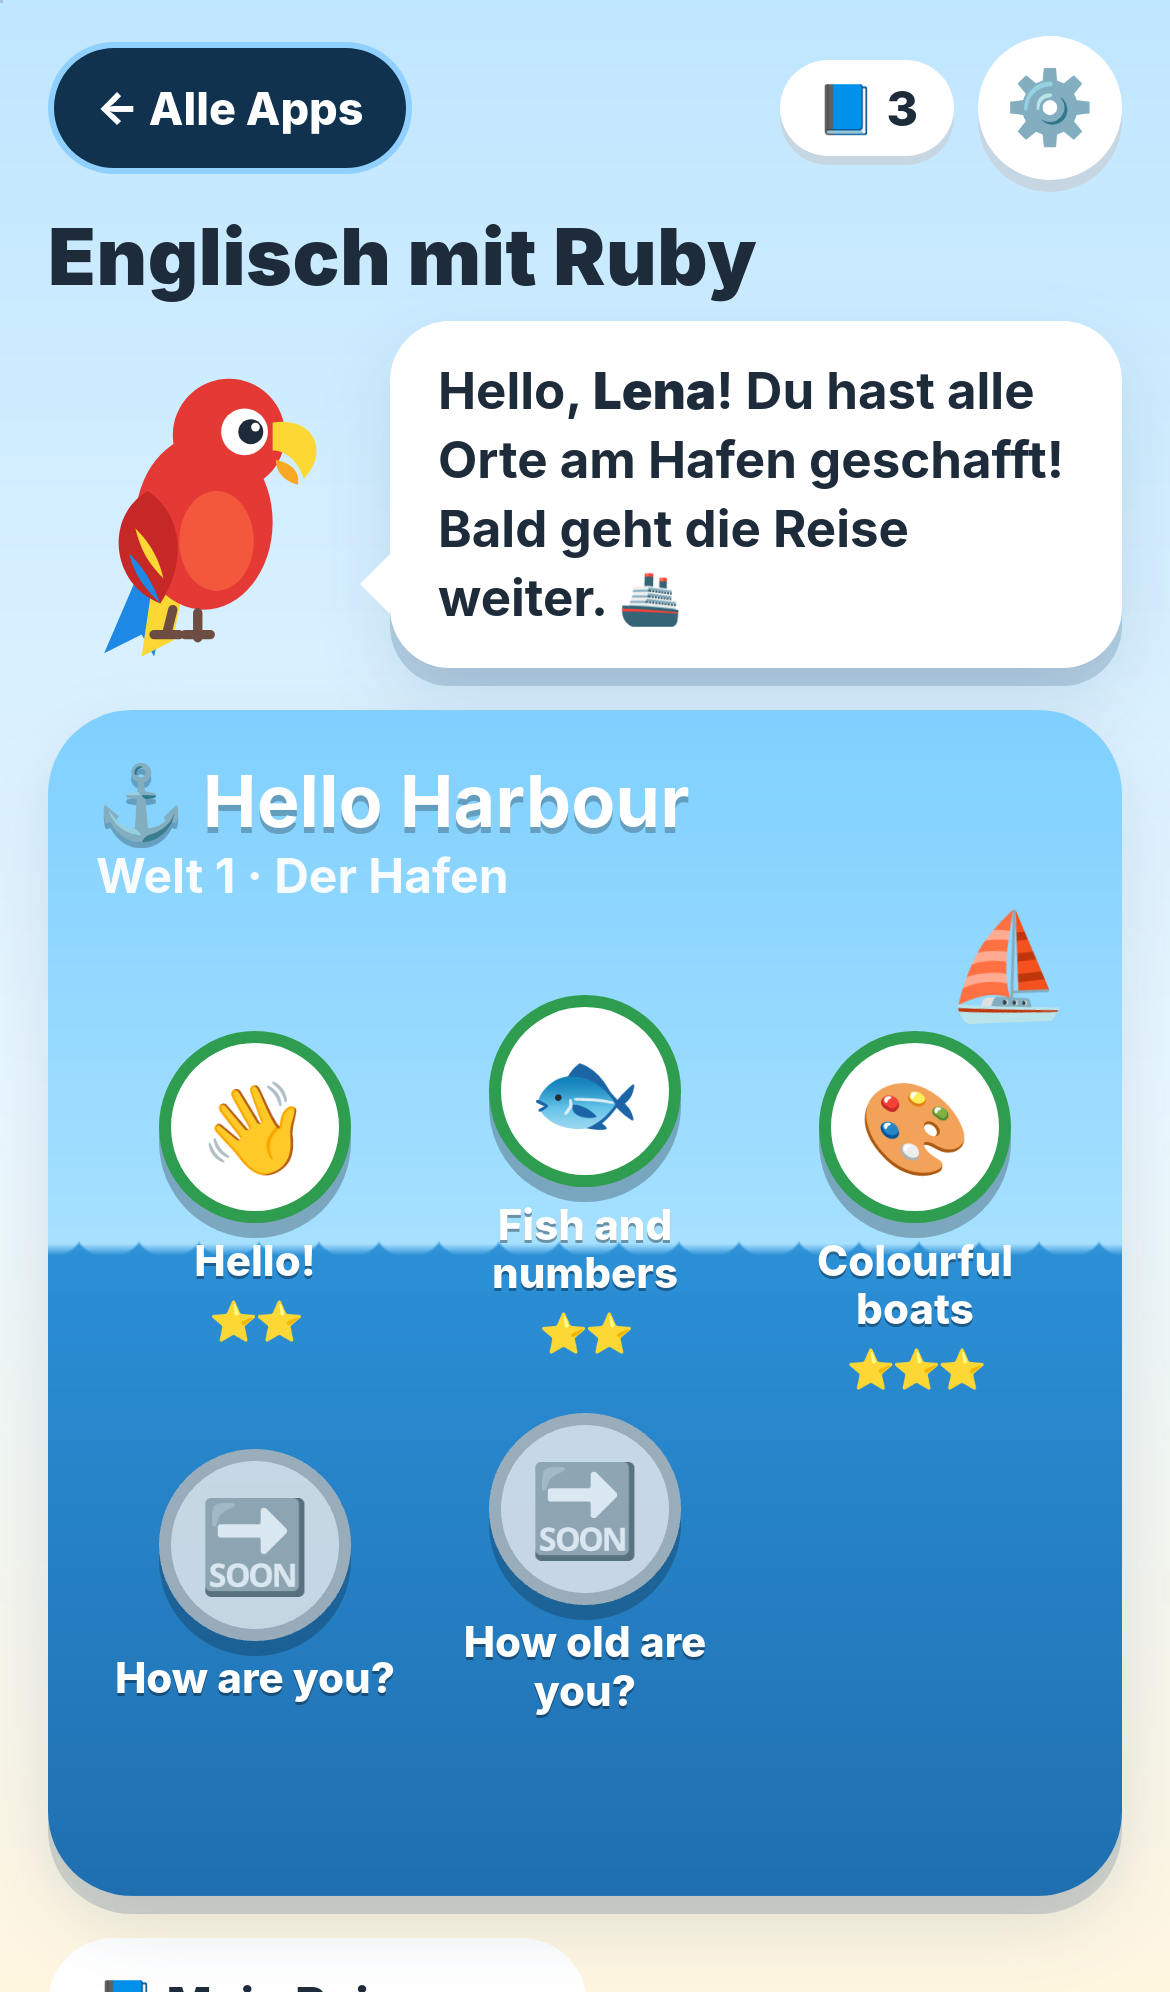 ← Alle Apps
3
Englisch mit Ruby
Hello, Lena! Du hast alle
Orte am Hafen geschafft!
Bald geht die Reise
weiter.
Hello Harbour
Welt 1 · Der Hafen
Hello!
Fish and
numbers
Colourful
boats
SOON
SOON
How are you?
How old are
you?